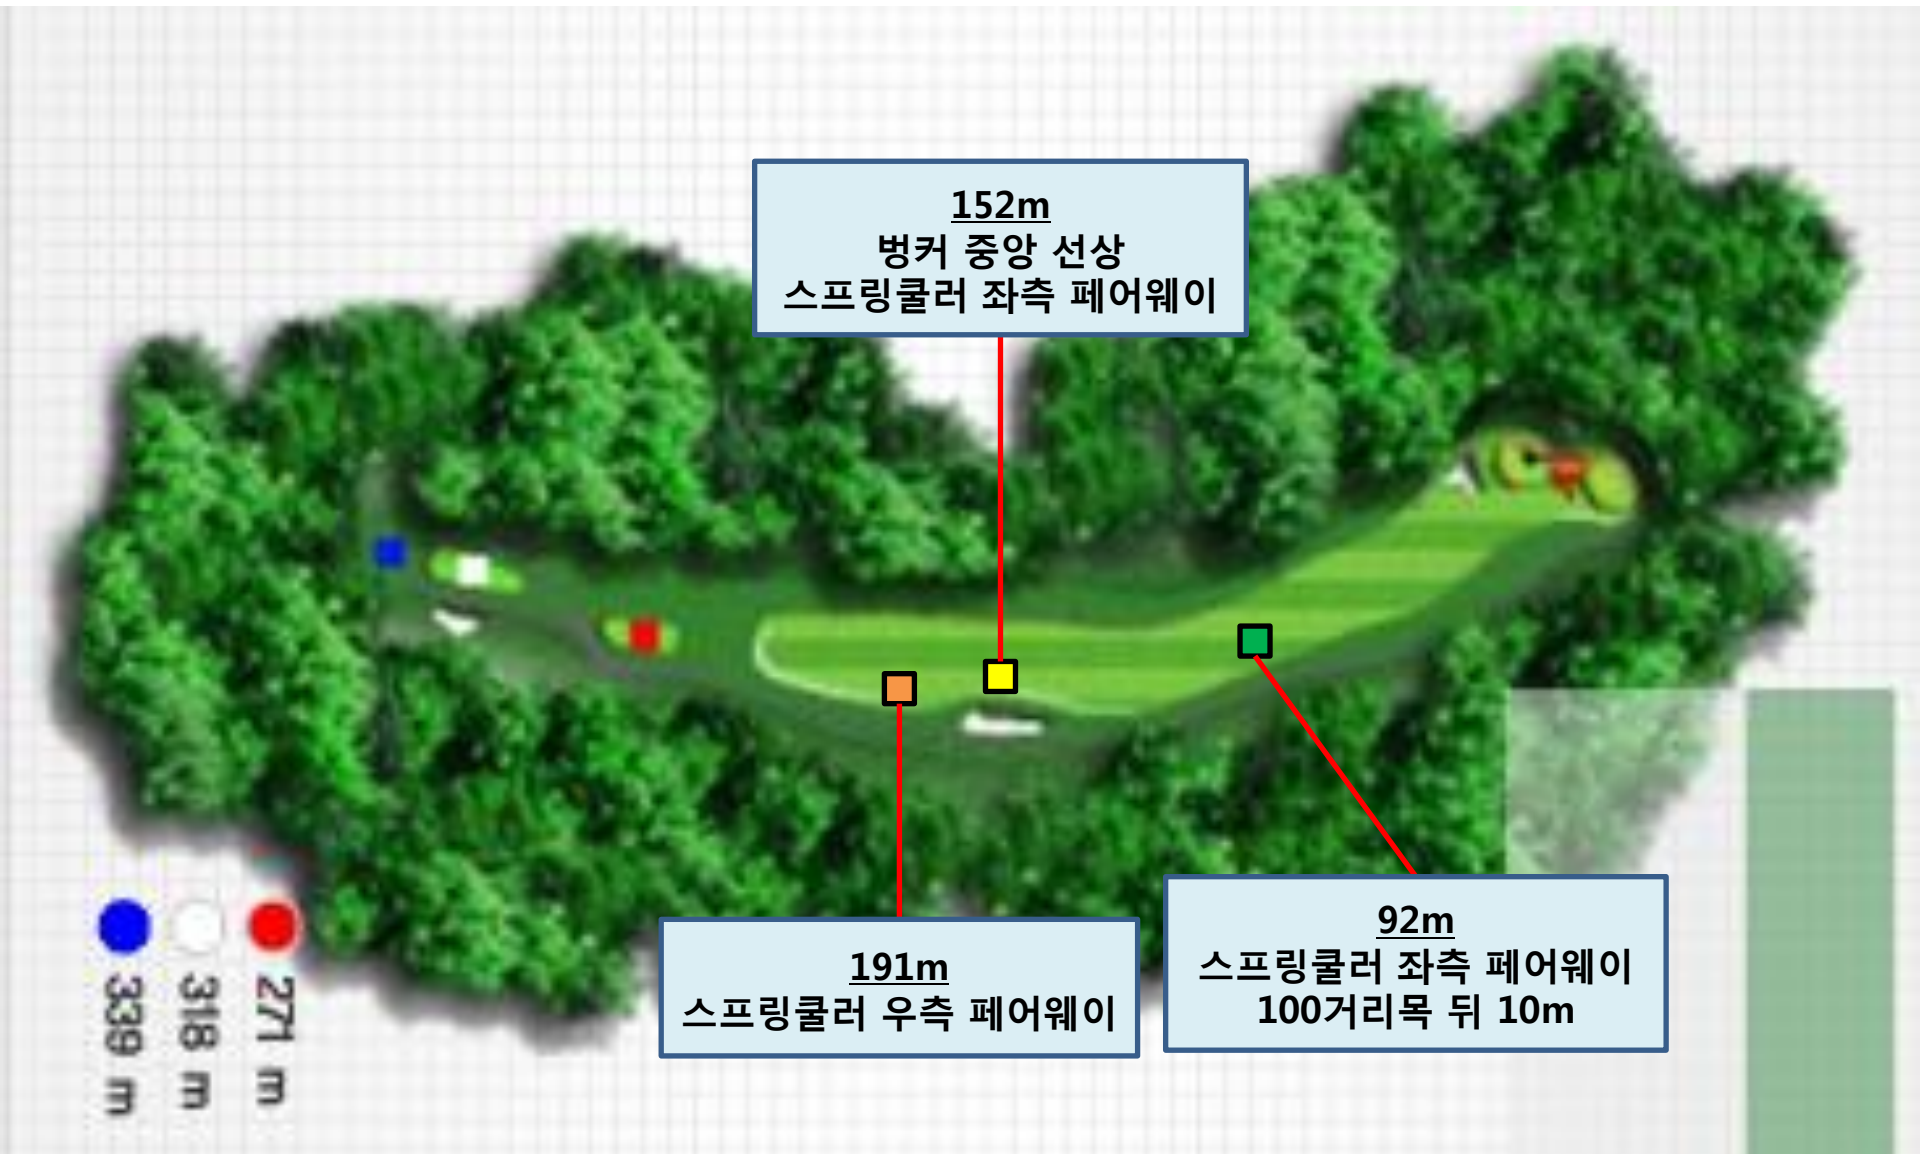 152m
벙커 중앙 선상
스프링쿨러 좌측 페어웨이
191m
스프링쿨러 우측 페어웨이
92m
스프링쿨러 좌측 페어웨이
100거리목 뒤 10m
271 m
318 m
339 m